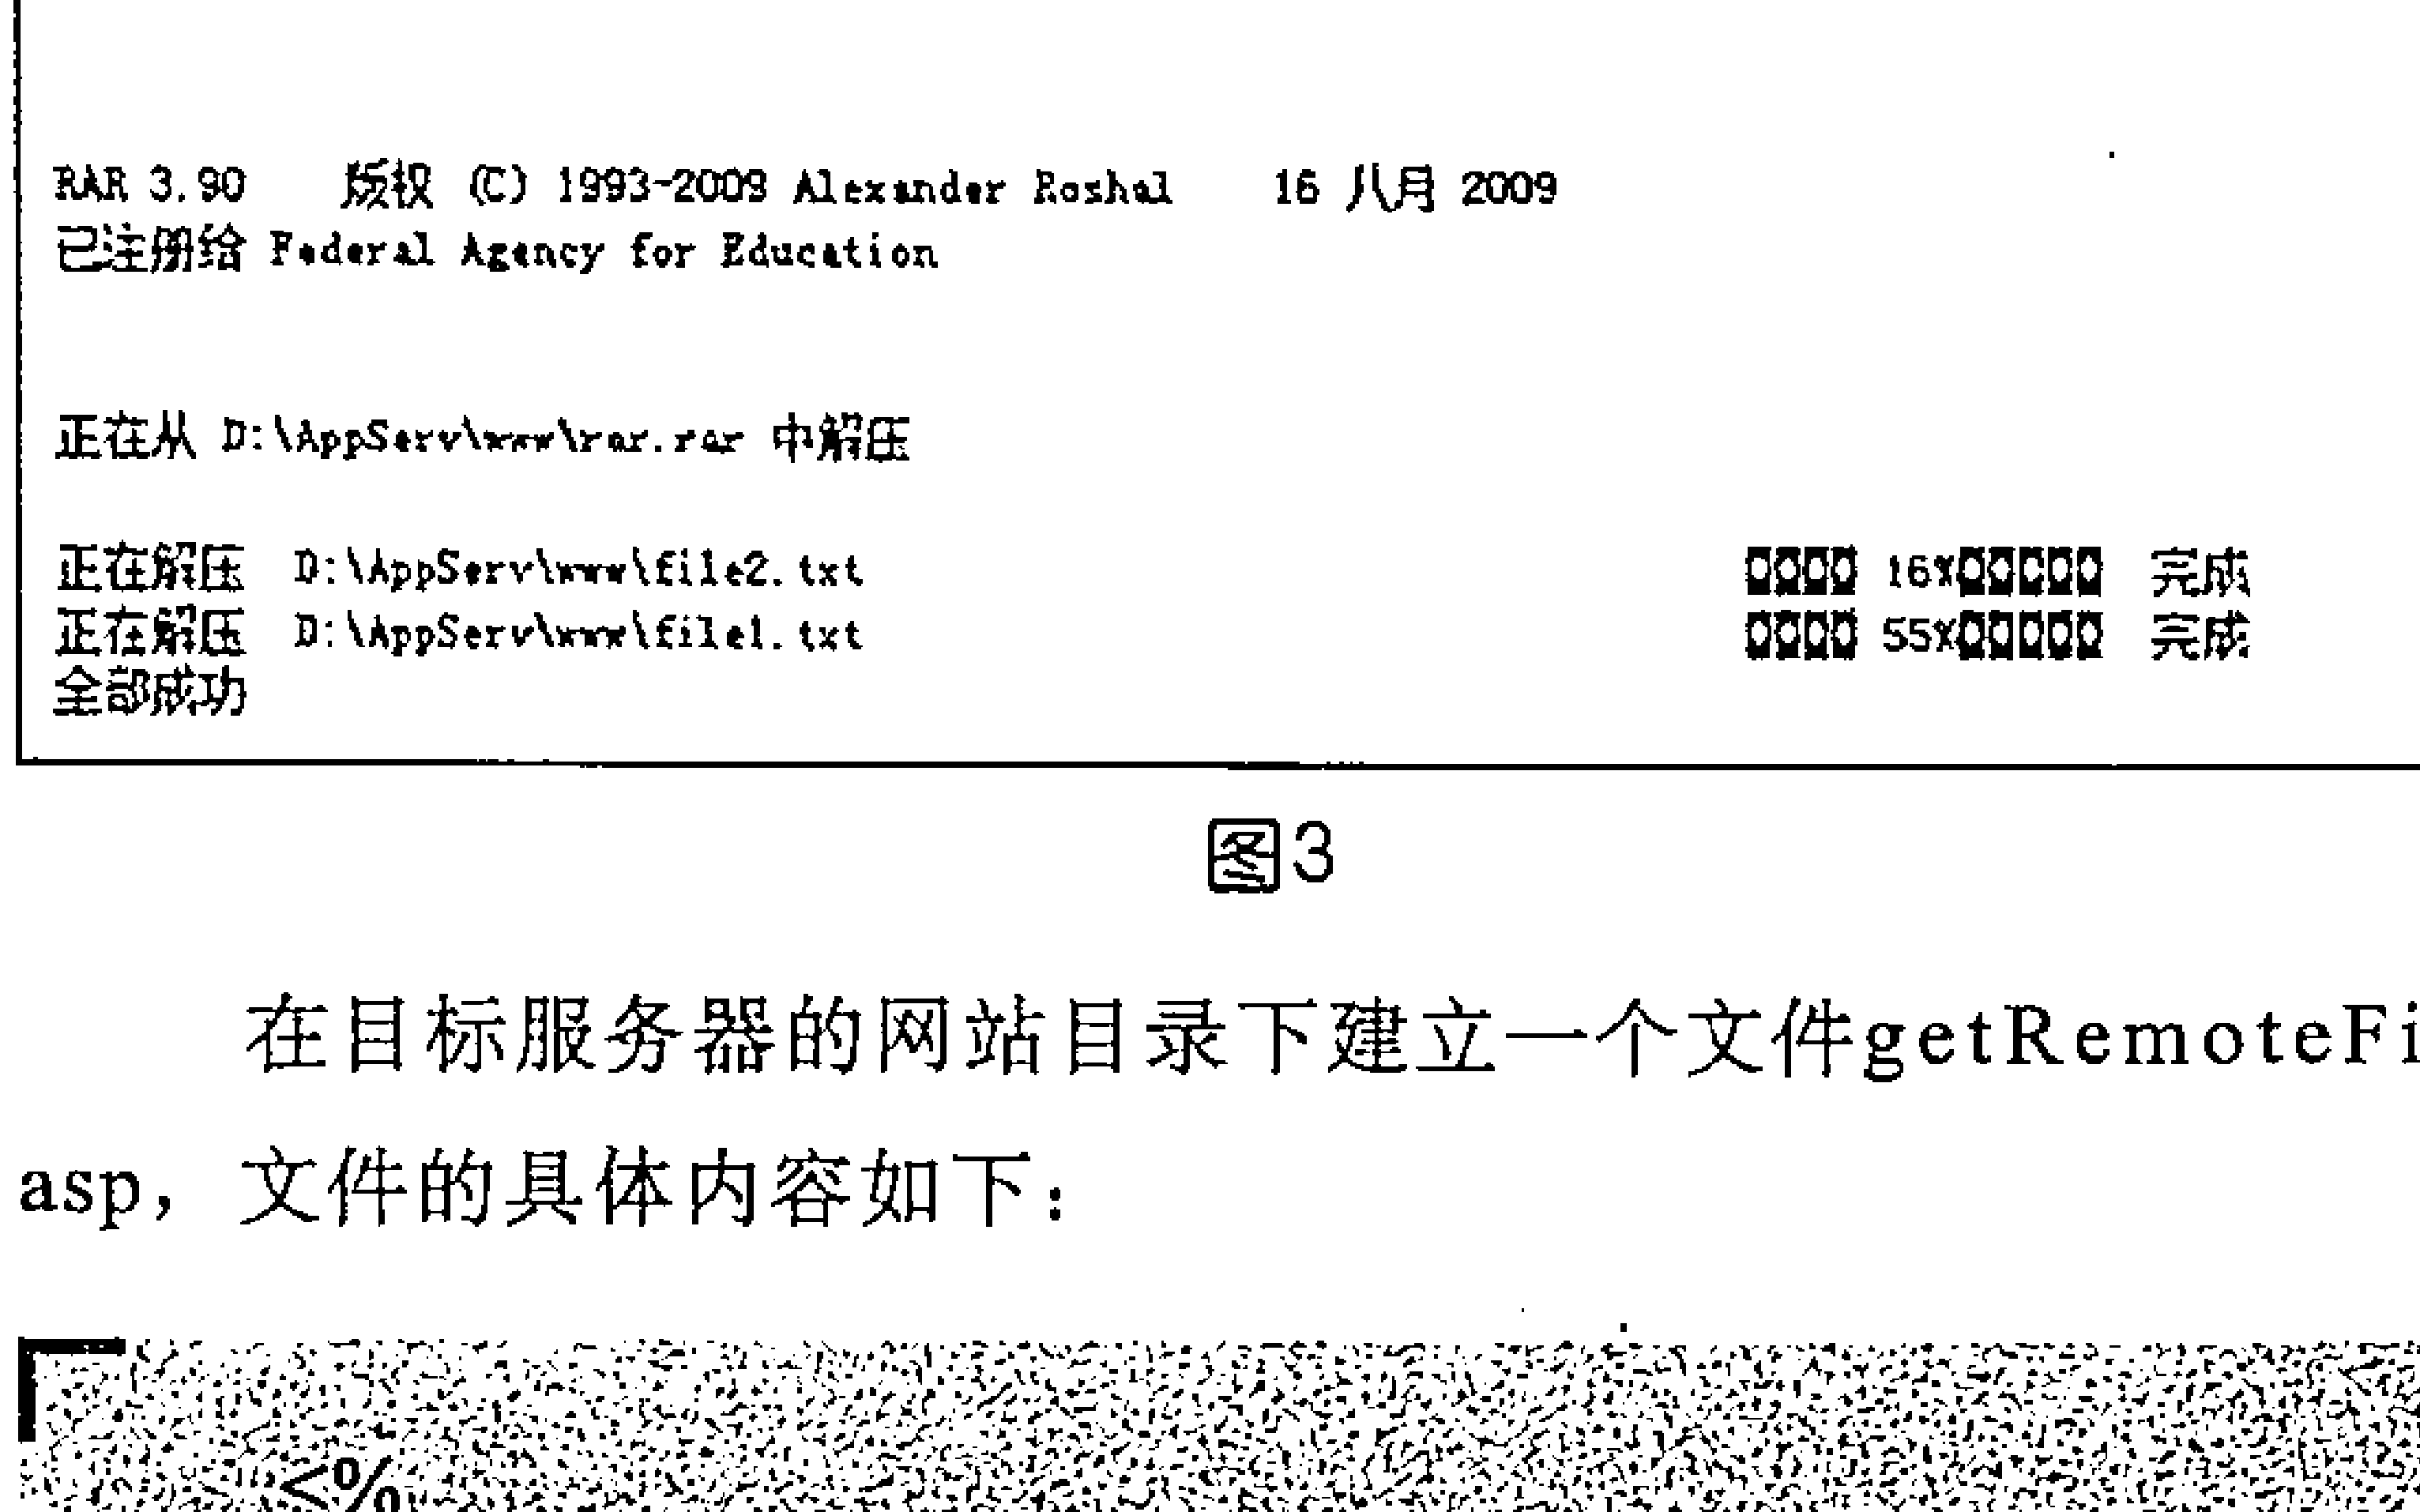 RAR 3.90 版权 (C) 1993-2009 Alexander Roshal 16 八月 2009
已注册给 Federal Agency for Education
正在从 D:\AppServ\www\rar.rar 中解压
正在解压 D:\AppServ\www\file2.txt 16% 完成
正在解压 D:\AppServ\www\file1.txt 55% 完成
全部成功
图3
在目标服务器的网站目录下建立一个文件getRemoteFi
asp，文件的具体内容如下：
<%